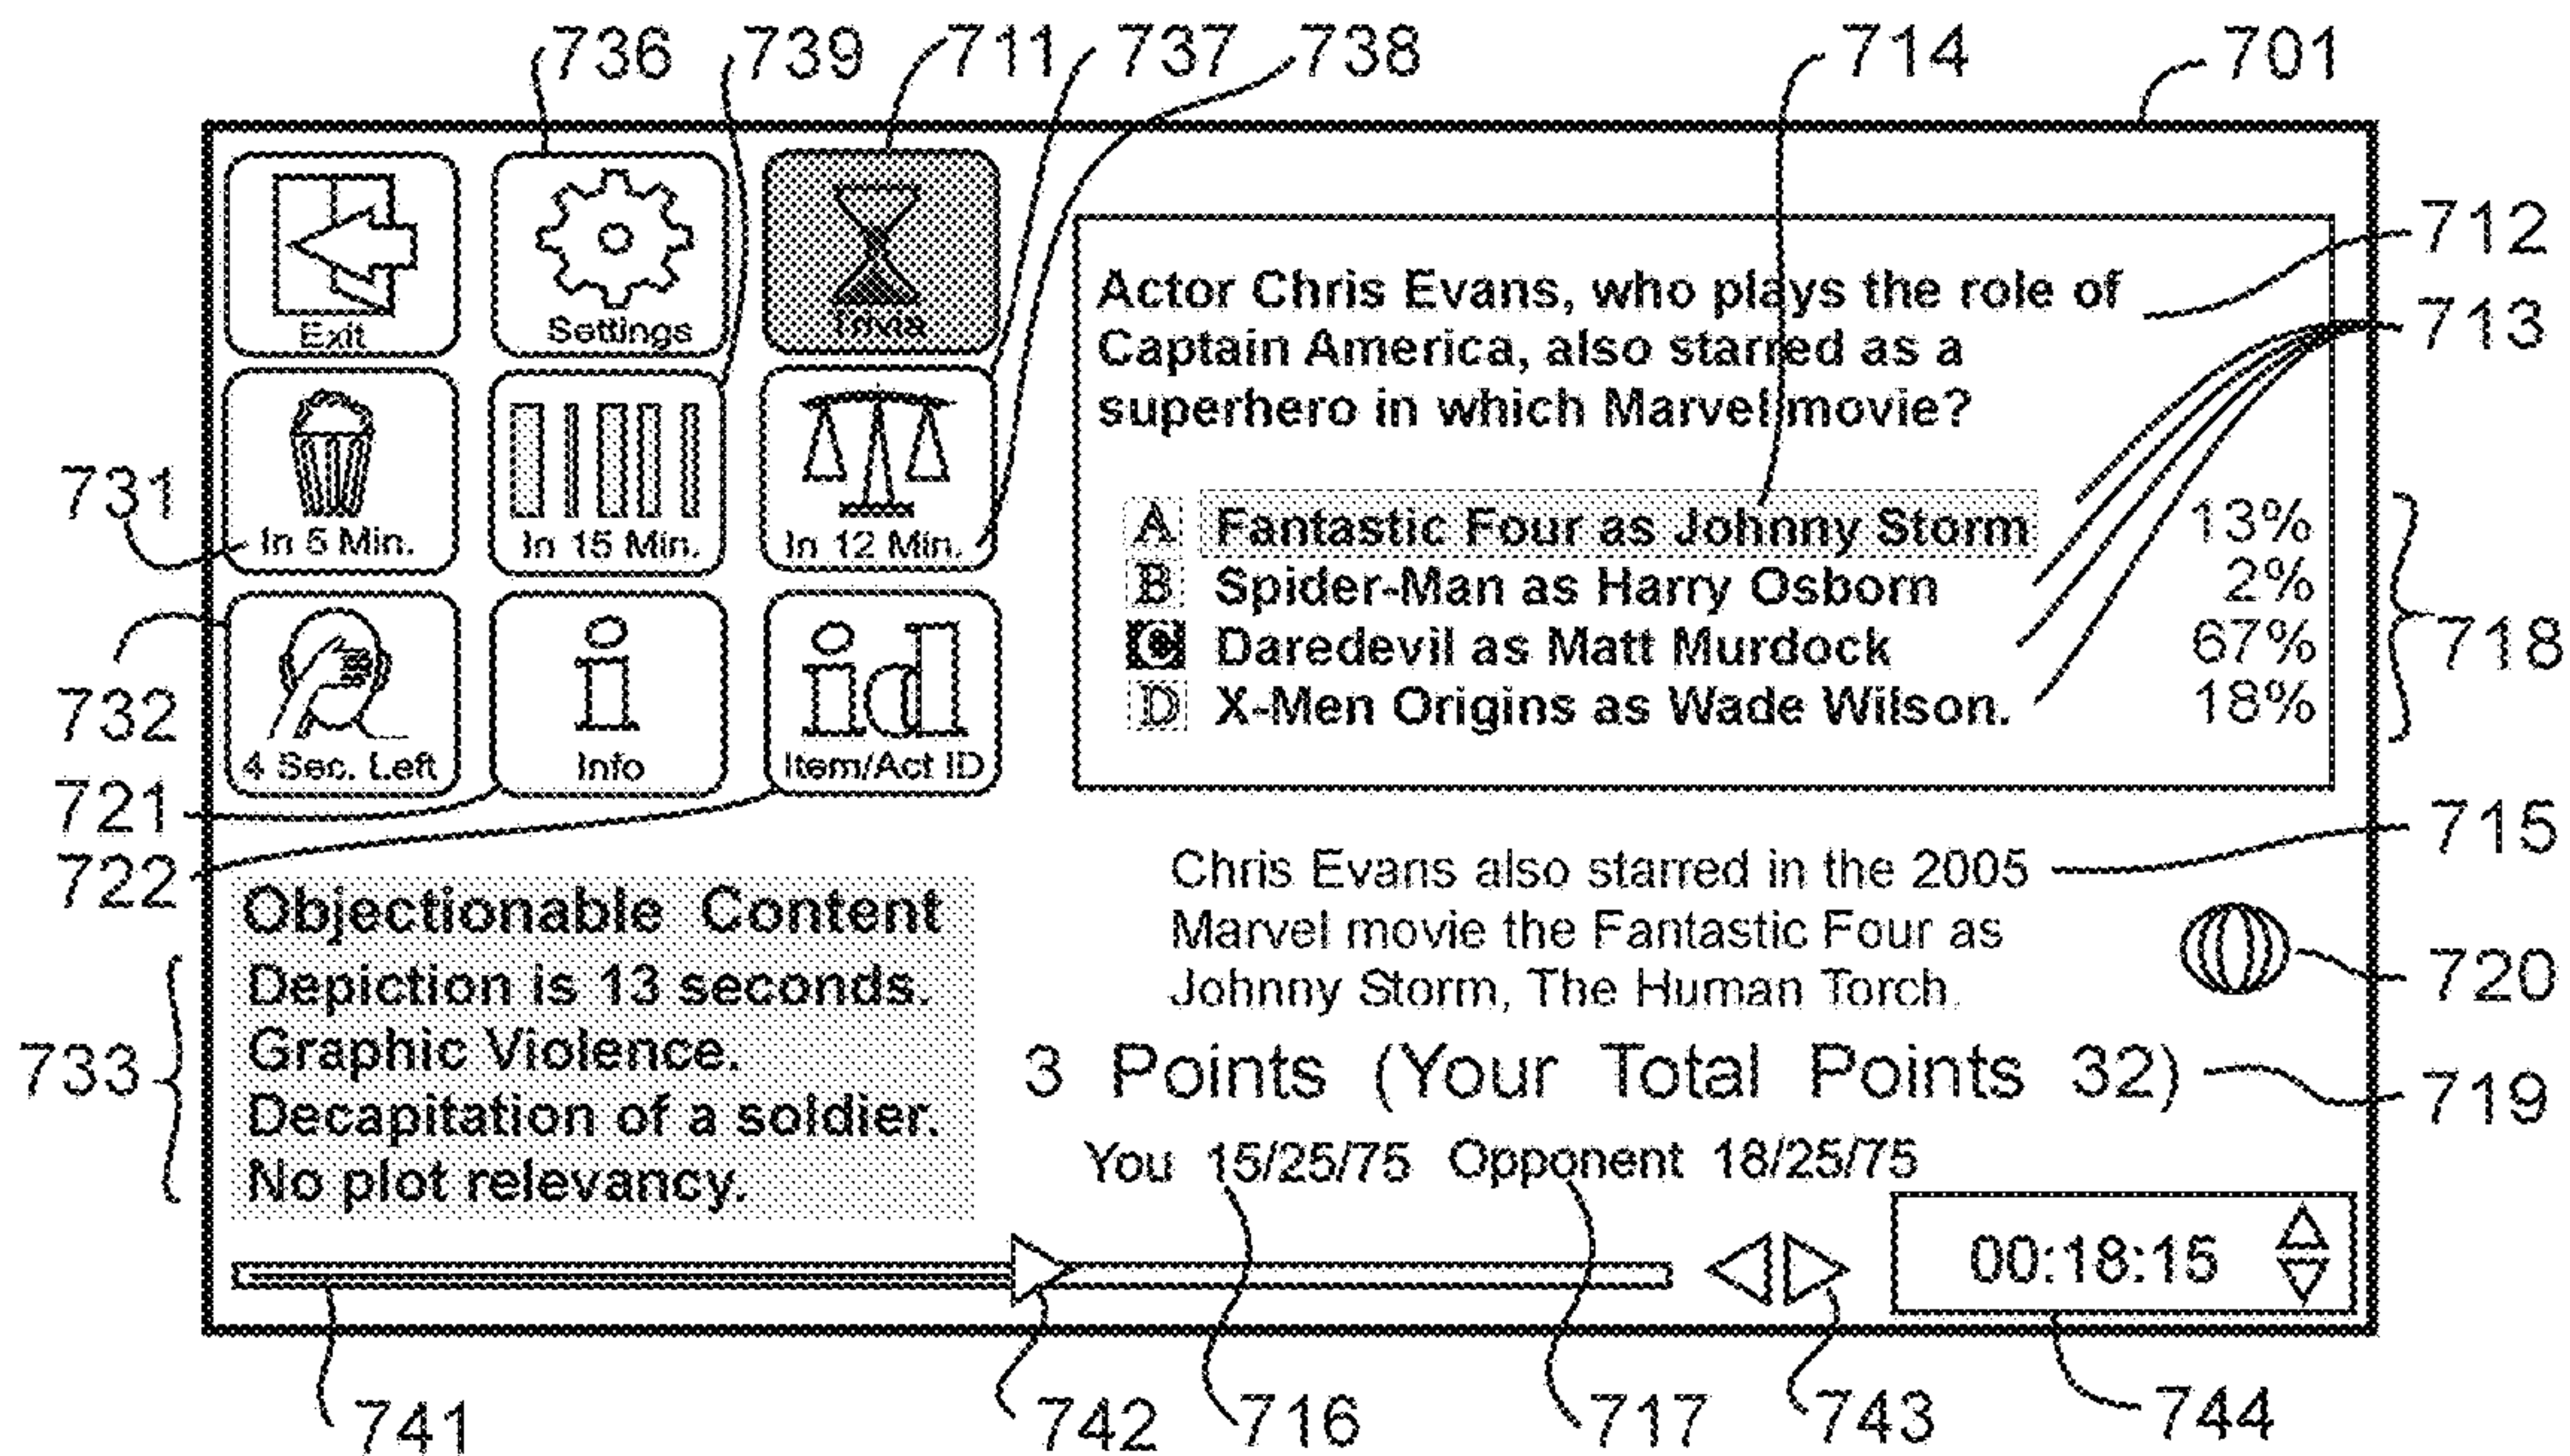 736 739 711 737 738 714 701
Exit
Settings
Trivia
712
713
Actor Chris Evans, who plays the role of
Captain America, also starred as a
superhero in which Marvel movie?
731
In 5 Min.
In 15 Min.
In 12 Min.
A Fantastic Four as Johnny Storm 13%
B Spider-Man as Harry Osborn 2%
C Daredevil as Matt Murdock 67%
D X-Men Origins as Wade Wilson. 18%
718
732
4 Sec. Left
Info
id
Item/Act ID
721
722
715
Chris Evans also starred in the 2005
Marvel movie the Fantastic Four as
Johnny Storm, The Human Torch.
720
Objectionable Content
Depiction is 13 seconds.
Graphic Violence.
Decapitation of a soldier.
No plot relevancy.
733
3 Points (Your Total Points 32)
719
You 15/25/75 Opponent 18/25/75
00:18:15
741 742 716 717 743 744